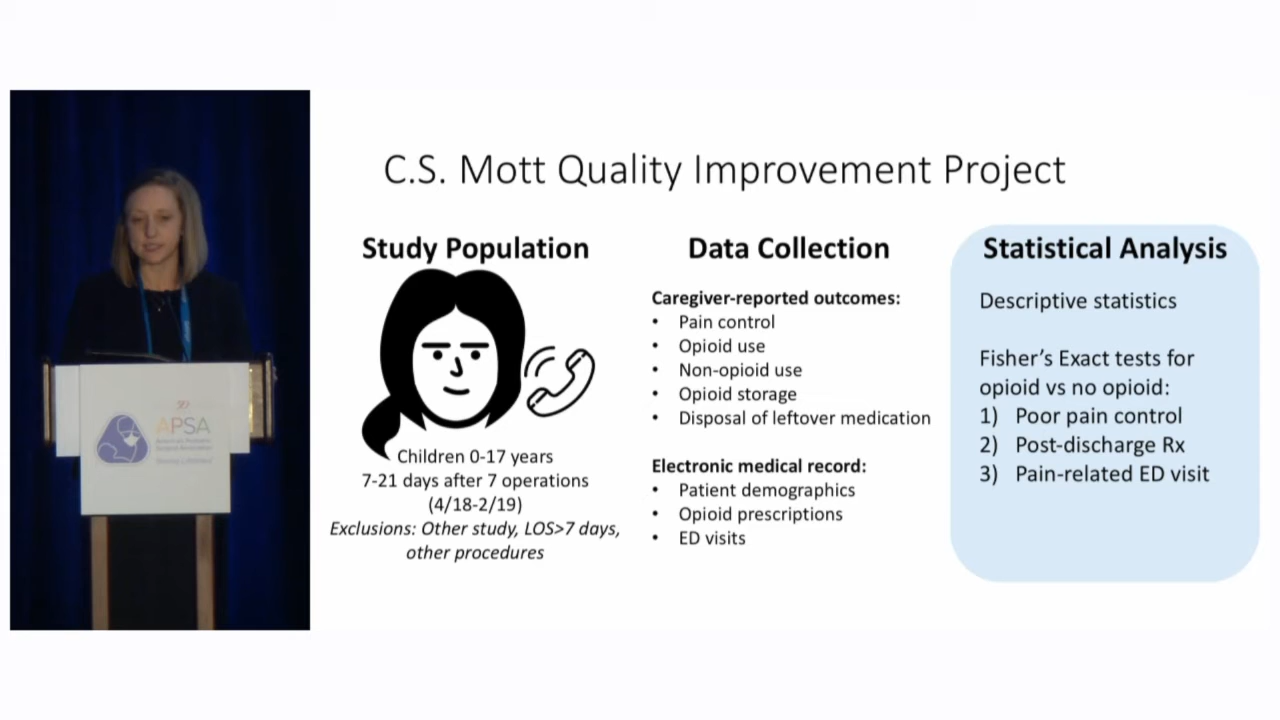 C.S. Mott Quality Improvement Project
Study Population
Children 0-17 years
7-21 days after 7 operations
(4/18-2/19)
Exclusions: Other study, LOS>7 days,
other procedures
Data Collection
Caregiver-reported outcomes:
• Pain control
• Opioid use
• Non-opioid use
• Opioid storage
• Disposal of leftover medication
Electronic medical record:
• Patient demographics
• Opioid prescriptions
• ED visits
Statistical Analysis
Descriptive statistics
Fisher's Exact tests for
opioid vs no opioid:
1) Poor pain control
2) Post-discharge Rx
3) Pain-related ED visit
APSA